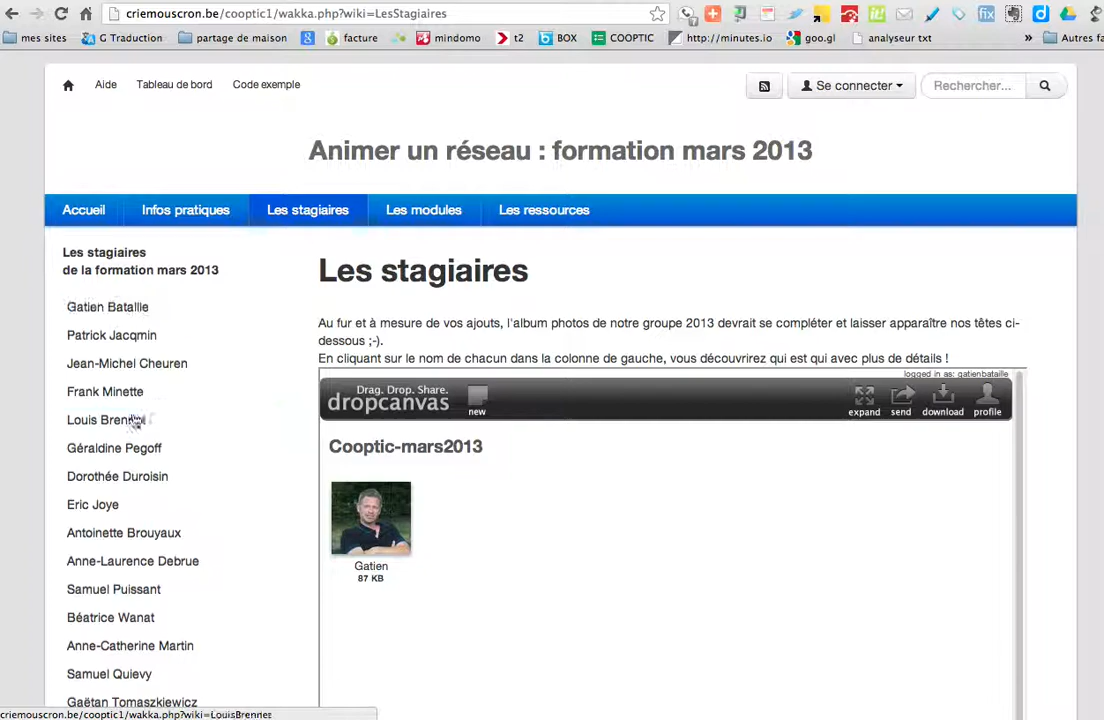 criemouscron.be/cooptic1/wakka.php?wiki=LesStagiaires
mes sites
G Traduction
partage de maison
facture
mindomo
t2
BOX
COOPTIC
http://minutes.io
goo.gl
analyseur txt
»
Autres fa
Aide
Tableau de bord
Code exemple
Se connecter
Rechercher...
Animer un réseau : formation mars 2013
Accueil
Infos pratiques
Les stagiaires
Les modules
Les ressources
Les stagiaires
de la formation mars 2013
Gatien Bataille
Patrick Jacqmin
Jean-Michel Cheuren
Frank Minette
Louis
Géraldine Pegoff
Dorothée Duroisin
Eric Joye
Antoinette Brouyaux
Anne-Laurence Debrue
Samuel Puissant
Béatrice Wanat
Anne-Catherine Martin
Samuel Quievy
Gaëtan Tomaszkiewicz
Les stagiaires
Au fur et à mesure de vos ajouts, l'album photos de notre groupe 2013 devrait se compléter et laisser apparaître nos têtes ci-
dessous ;-).
En cliquant sur le nom de chacun dans la colonne de gauche, vous découvrirez qui est qui avec plus de détails !
logged in as: gatienbataille
Drag. Drop. Share.
dropcanvas
new
expand
send
download
profile
Cooptic-mars2013
Gatien
87 KB
criemouscron.be/cooptic1/wakka.php?wiki=LouisBrenner